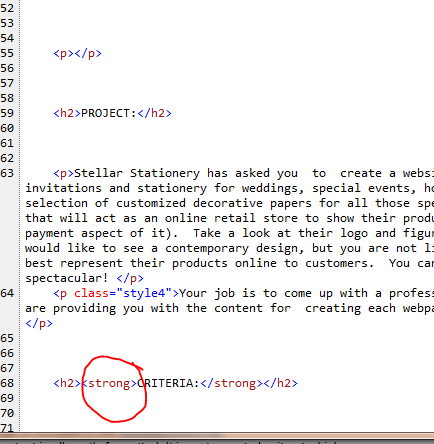 52
53
54
55 <p></p>
56
57
58
59 <h2>PROJECT:</h2>
60
61
62
63 <p>Stellar Stationery has asked you  to  create a websi
invitations and stationery for weddings, special events, ho
selection of customized decorative papers for all those spe
that will act as an online retail store to show their produ
payment aspect of it).  Take a look at their logo and figur
would like to see a contemporary design, but you are not li
best represent their products online to customers.  You can
spectacular! </p>
64 <p class="style4">Your job is to come up with a profess
are providing you with the content for  creating each webpa
</p>
65
66
67
68 <h2><strong>CRITERIA:</strong></h2>
69
70
71